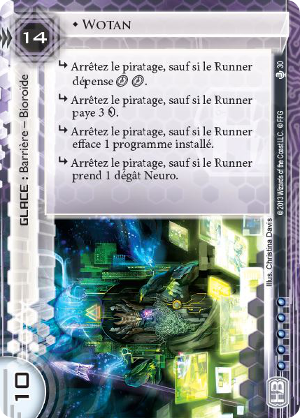 14
Wotan
Arrêtez le piratage, sauf si le Runner
dépense
Arrêtez le piratage, sauf si le Runner
paye 3
Arrêtez le piratage, sauf si le Runner
efface 1 programme installé.
Arrêtez le piratage, sauf si le Runner
prend 1 dégât Neuro.
GLACE : Barrière – Bioroïde
30
© 2013 Wizards of the Coast LLC. © FFG
Illus. Christina Davis
10
HB